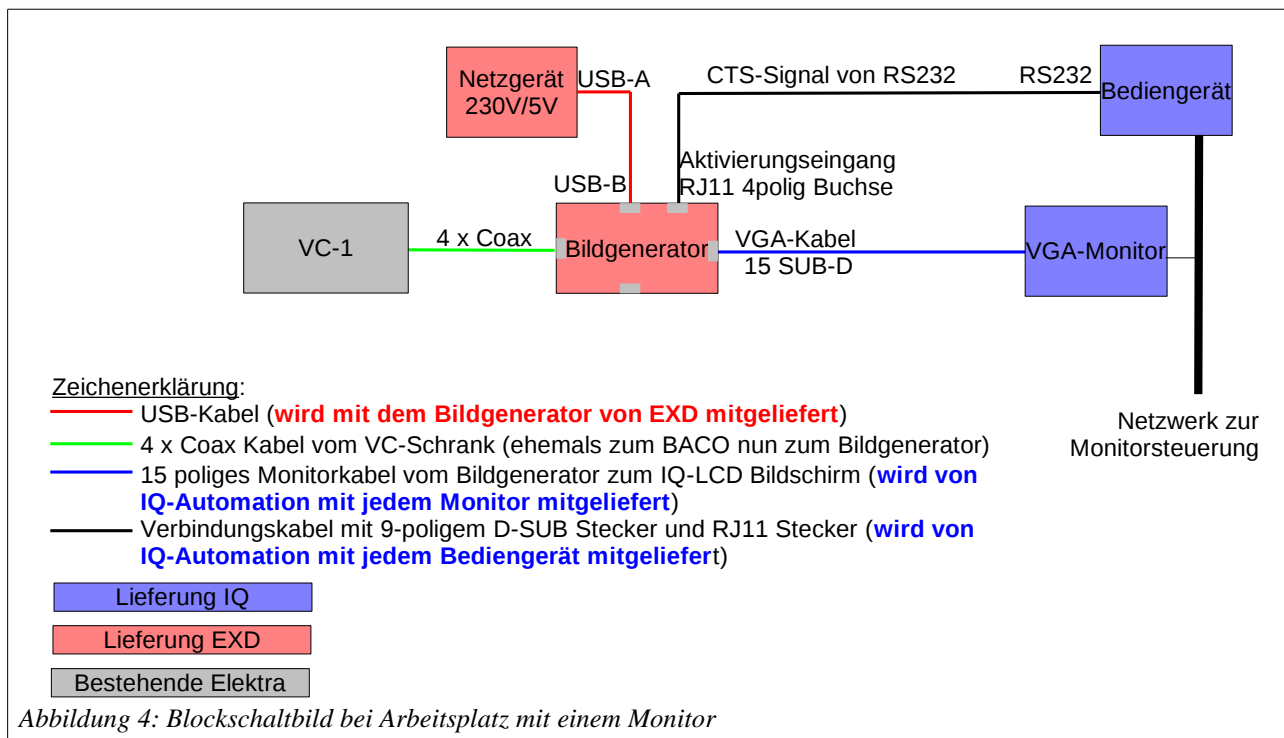 Netzgerät
230V/5V
USB-A
CTS-Signal von RS232
RS232
Bediengerät
USB-B
Aktivierungseingang
RJ11 4polig Buchse
VC-1
4 x Coax
Bildgenerator
VGA-Kabel
15 SUB-D
VGA-Monitor
Netzwerk zur
Monitorsteuerung
Zeichenerklärung:
USB-Kabel (wird mit dem Bildgenerator von EXD mitgeliefert)
4 x Coax Kabel vom VC-Schrank (ehemals zum BACO nun zum Bildgenerator)
15 poliges Monitorkabel vom Bildgenerator zum IQ-LCD Bildschirm (wird von
IQ-Automation mit jedem Monitor mitgeliefert)
Verbindungskabel mit 9-poligem D-SUB Stecker und RJ11 Stecker (wird von
IQ-Automation mit jedem Bediengerät mitgeliefert)
Lieferung IQ
Lieferung EXD
Bestehende Elektra
Abbildung 4: Blockschaltbild bei Arbeitsplatz mit einem Monitor